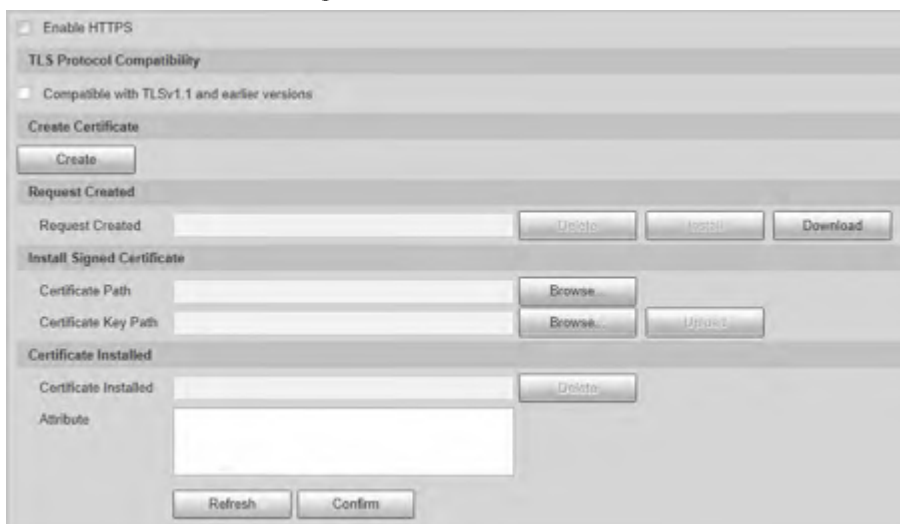 Enable HTTPS
TLS Protocol Compatibility
Compatible with TLSv1.1 and earlier versions
Create Certificate
Create
Request Created
Request Created Delete Install Download
Install Signed Certificate
Certificate Path Browse...
Certificate Key Path Browse... Upload
Certificate Installed
Certificate Installed Delete
Attribute
Refresh Confirm